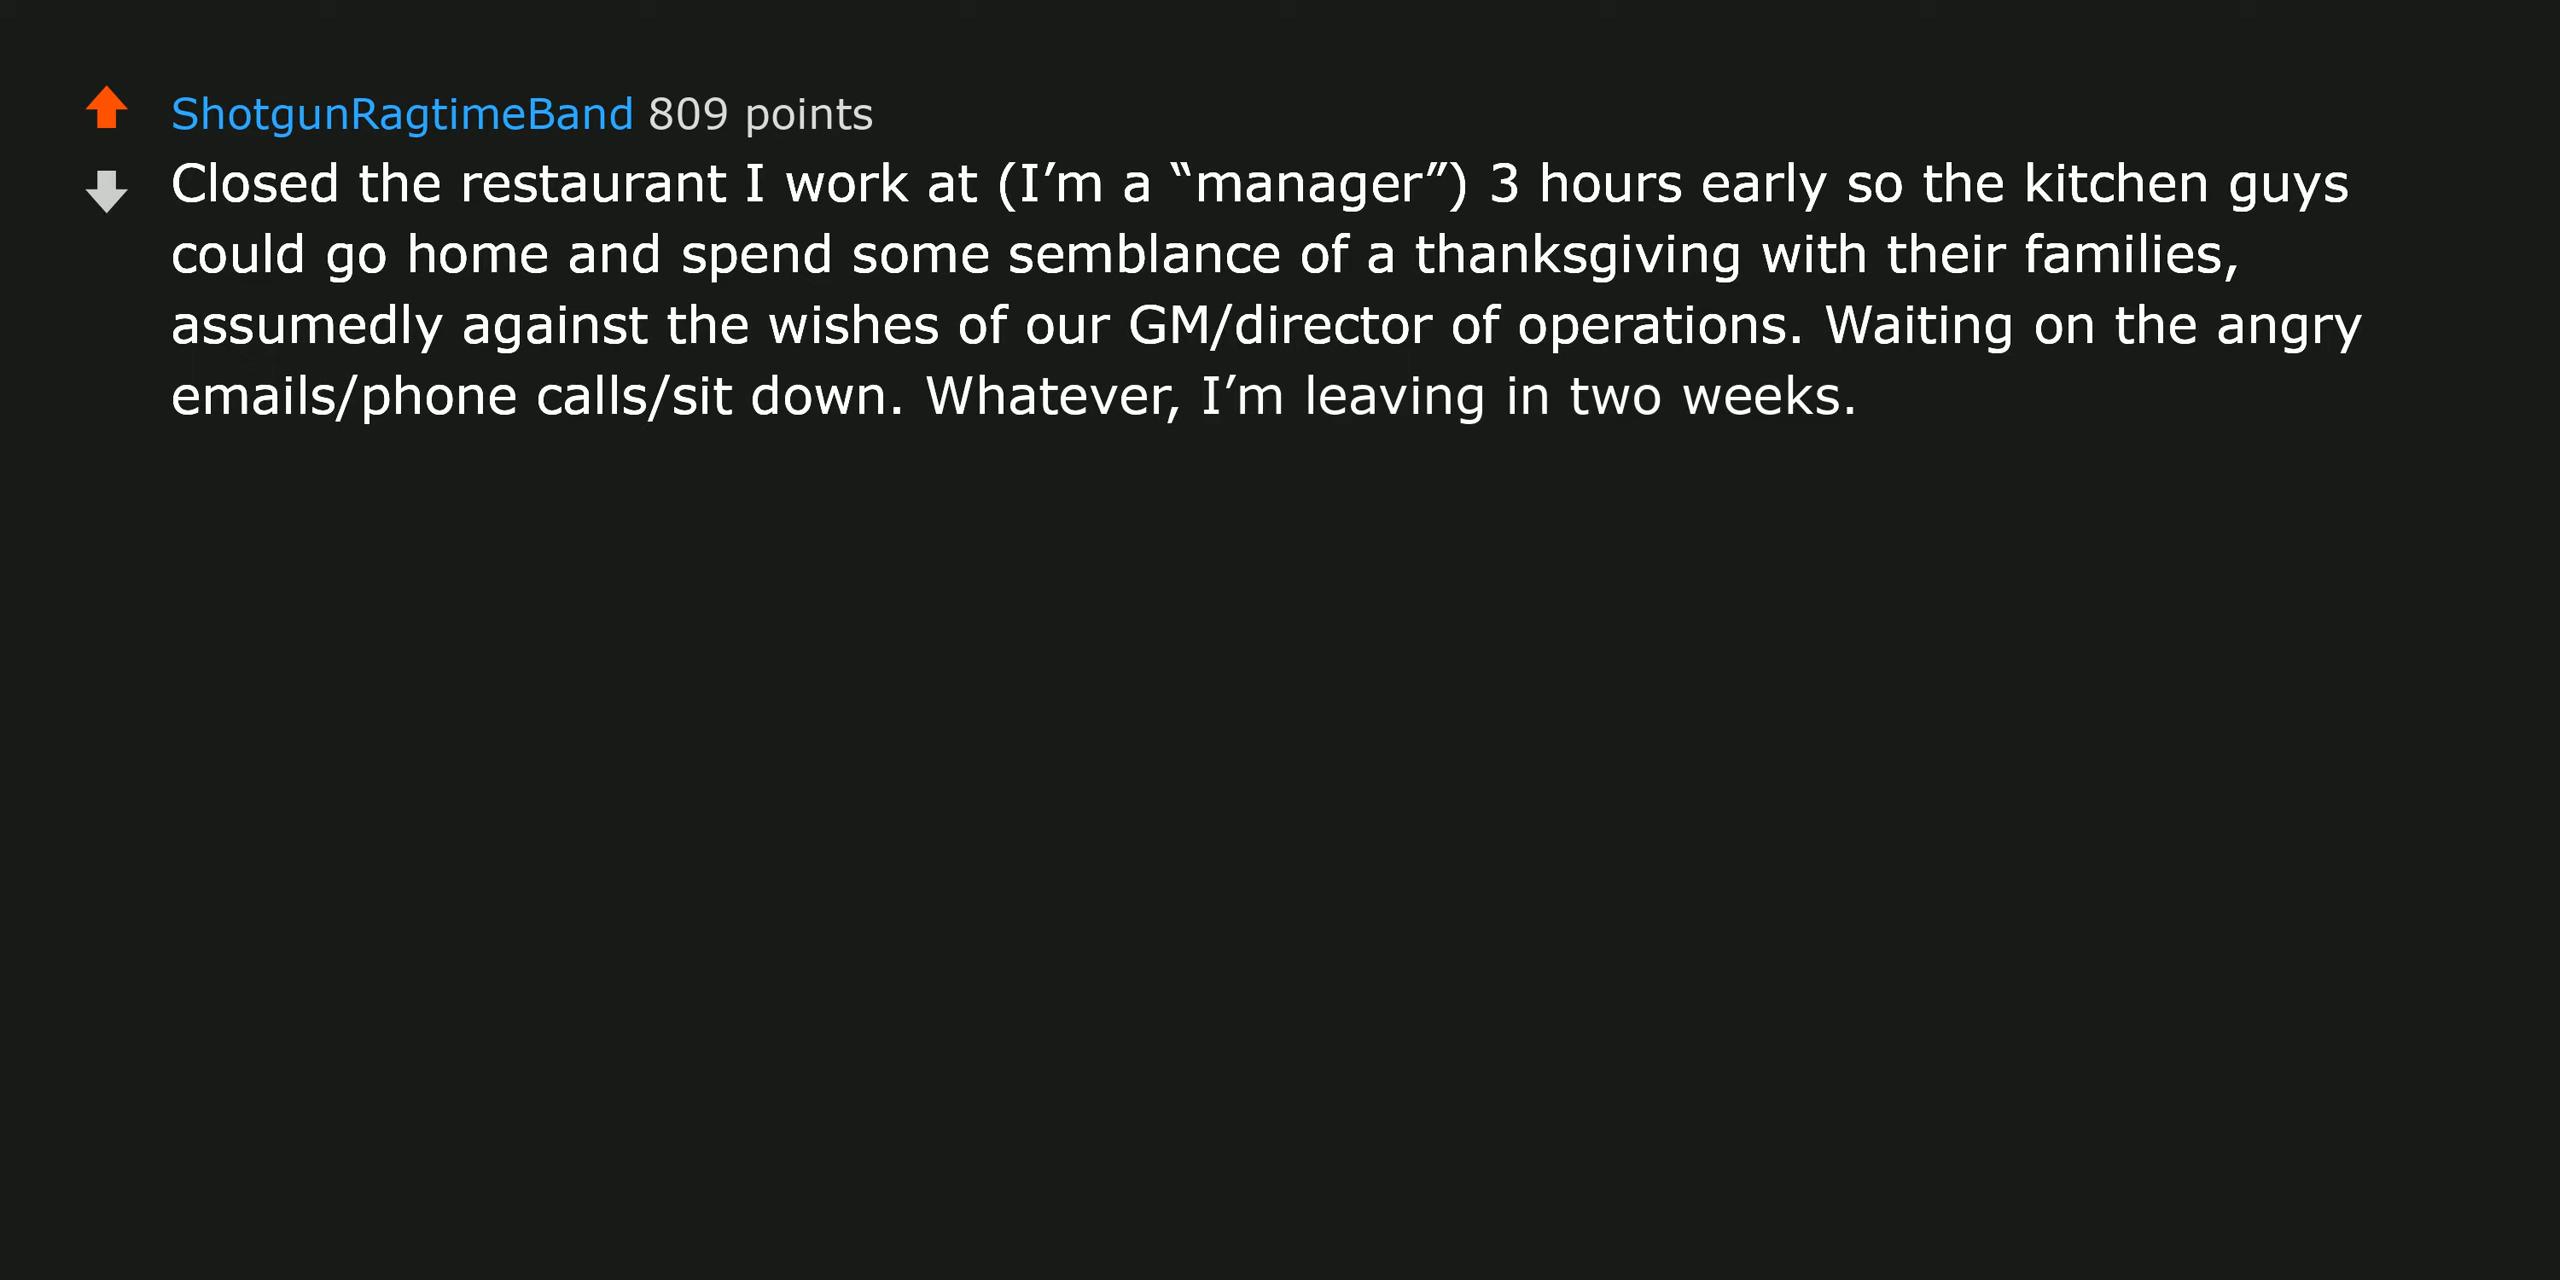 ShotgunRagtimeBand 809 points
Closed the restaurant I work at (I’m a “manager”) 3 hours early so the kitchen guys
could go home and spend some semblance of a thanksgiving with their families,
assumedly against the wishes of our GM/director of operations. Waiting on the angry
emails/phone calls/sit down. Whatever, I’m leaving in two weeks.